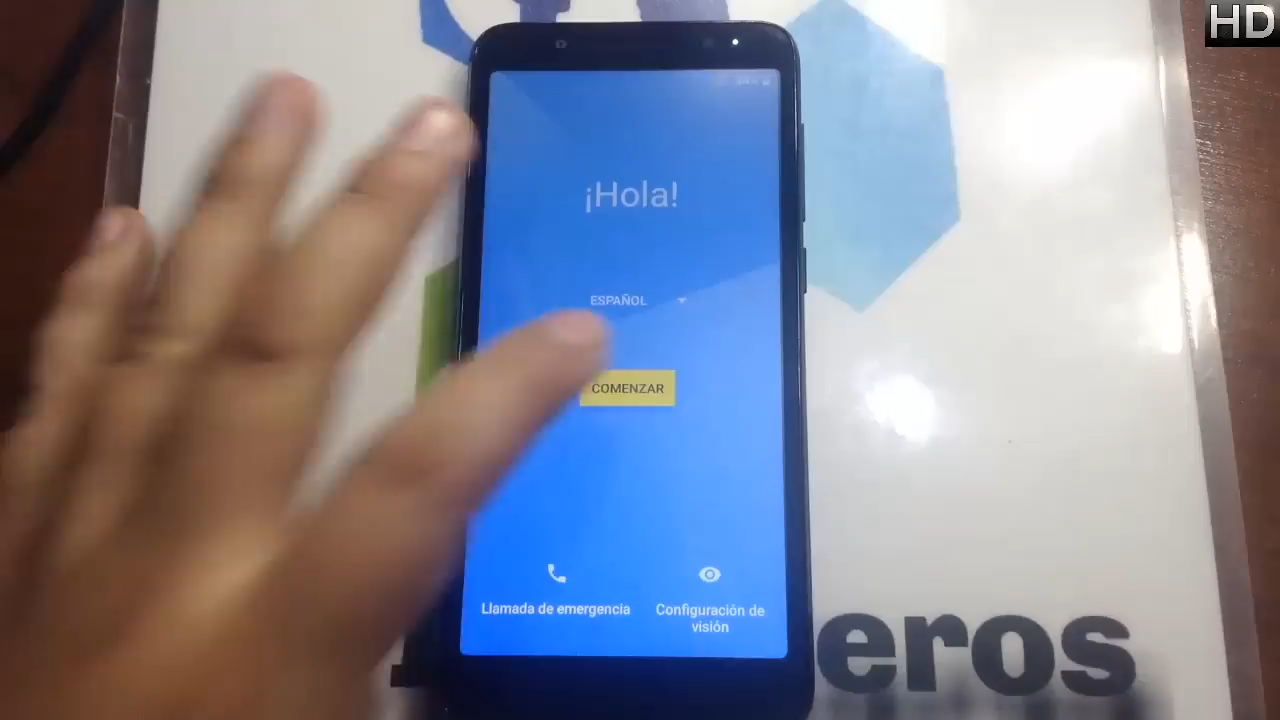 HD
¡Hola!
ESPAÑOL
COMENZAR
Llamada de emergencia
Configuración de
visión
eros